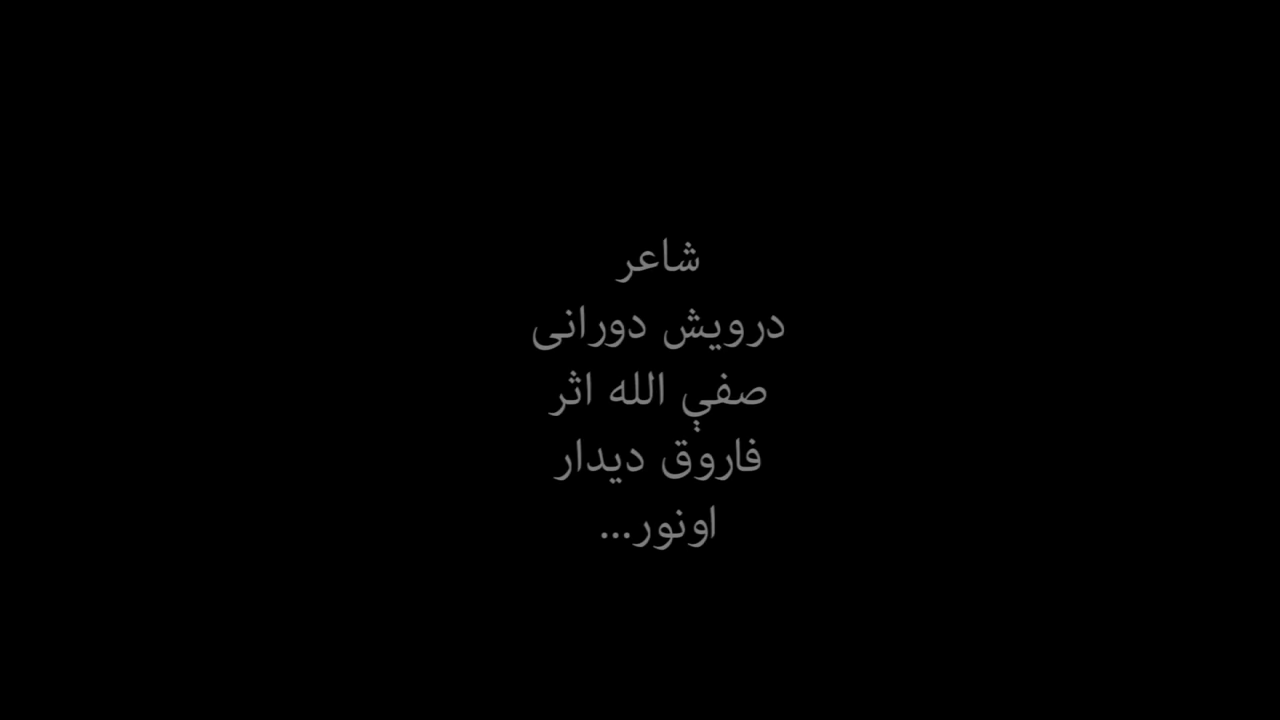 شاعر
درویش دورانی
صفي الله اثر
فاروق دیدار
اونور...